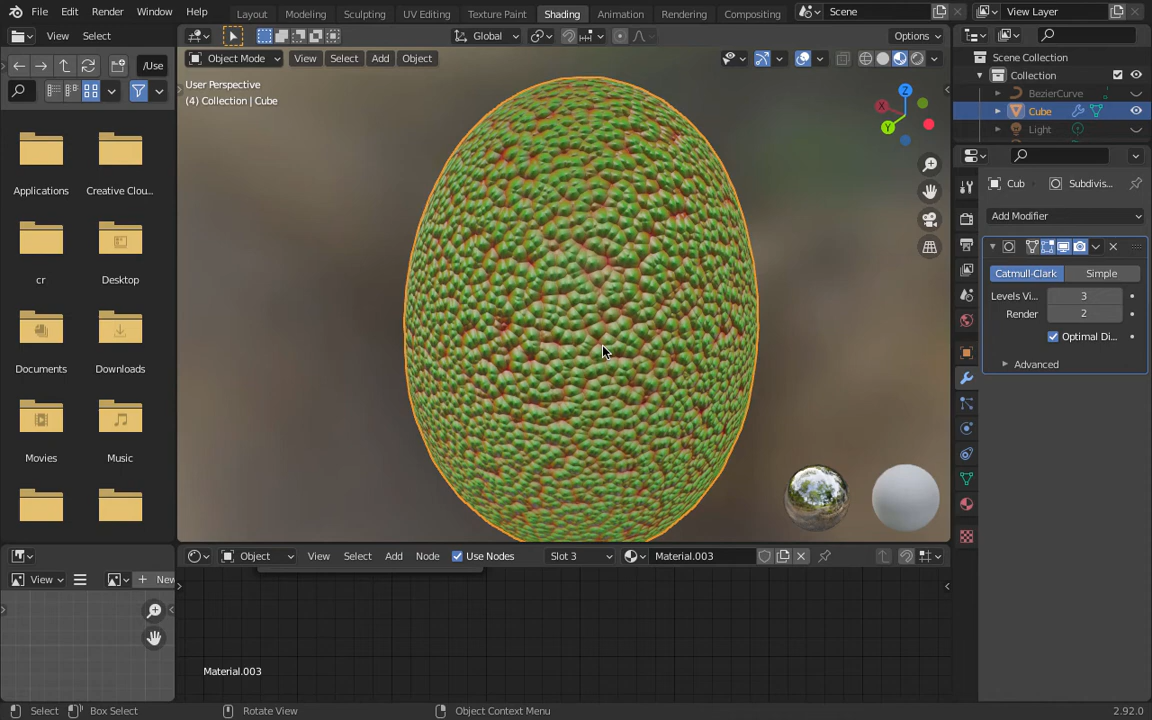 File Edit Render Window Help
Layout Modeling Sculpting UV Editing Texture Paint Shading Animation Rendering Compositing
Scene
View Layer
View Select
Global
Options
/Use
Object Mode View Select Add Object
User Perspective
(4) Collection | Cube
X
Y
Z
Applications
Creative Clou...
cr
Desktop
Documents
Downloads
Movies
Music
Scene Collection
Collection
BezierCurve
Cube
Light
Cub
Subdivis...
Add Modifier
Catmull-Clark Simple
Levels Vi... 3
Render 2
Optimal Di...
Advanced
Object View Select Add Node Use Nodes Slot 3 Material.003
View New
Material.003
Select Box Select Rotate View Object Context Menu 2.92.0